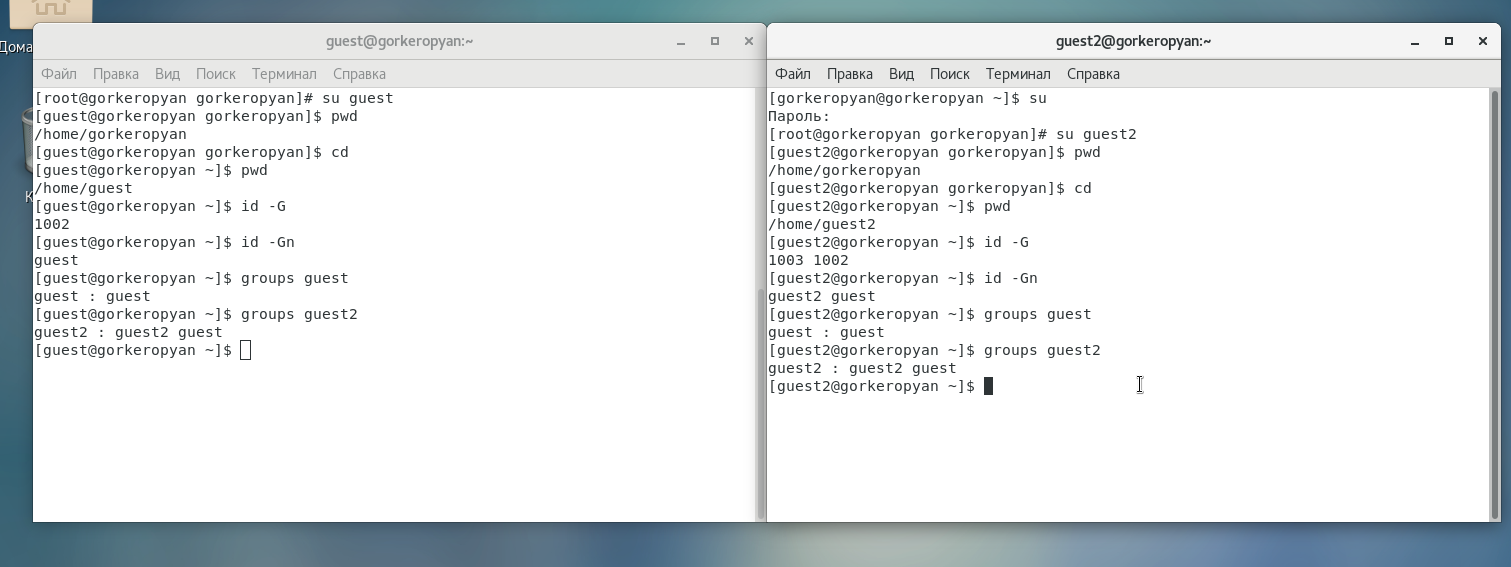 Дома
К
guest@gorkeropyan:~
Файл Правка Вид Поиск Терминал Справка
[root@gorkeropyan gorkeropyan]# su guest
[guest@gorkeropyan gorkeropyan]$ pwd
/home/gorkeropyan
[guest@gorkeropyan gorkeropyan]$ cd
[guest@gorkeropyan ~]$ pwd
/home/guest
[guest@gorkeropyan ~]$ id -G
1002
[guest@gorkeropyan ~]$ id -Gn
guest
[guest@gorkeropyan ~]$ groups guest
guest : guest
[guest@gorkeropyan ~]$ groups guest2
guest2 : guest2 guest
[guest@gorkeropyan ~]$
guest2@gorkeropyan:~
Файл Правка Вид Поиск Терминал Справка
[gorkeropyan@gorkeropyan ~]$ su
Пароль:
[root@gorkeropyan gorkeropyan]# su guest2
[guest2@gorkeropyan gorkeropyan]$ pwd
/home/gorkeropyan
[guest2@gorkeropyan gorkeropyan]$ cd
[guest2@gorkeropyan ~]$ pwd
/home/guest2
[guest2@gorkeropyan ~]$ id -G
1003 1002
[guest2@gorkeropyan ~]$ id -Gn
guest2 guest
[guest2@gorkeropyan ~]$ groups guest
guest : guest
[guest2@gorkeropyan ~]$ groups guest2
guest2 : guest2 guest
[guest2@gorkeropyan ~]$